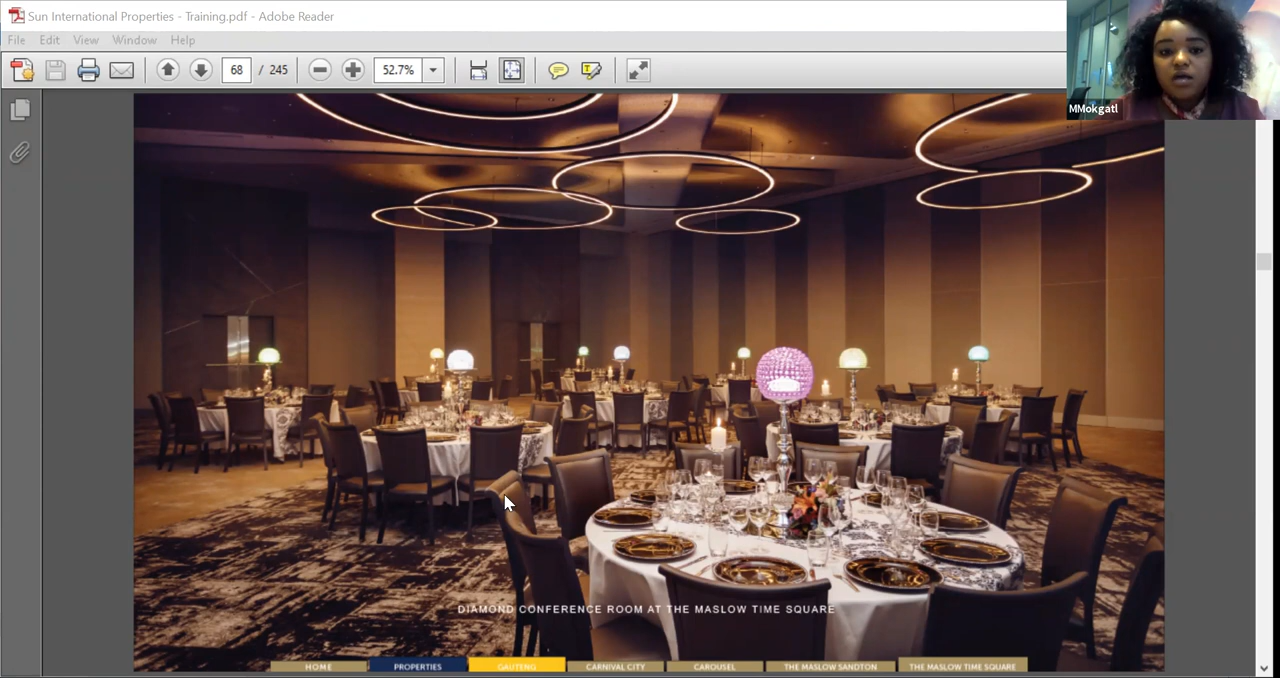 Sun International Properties - Training.pdf - Adobe Reader
File Edit View Window Help
68 / 245 52.7%
MMokgatl
DIAMOND CONFERENCE ROOM AT THE MASLOW TIME SQUARE
HOME PROPERTIES GAUTENG CARNIVAL CITY CAROUSEL THE MASLOW SANDTON THE MASLOW TIME SQUARE